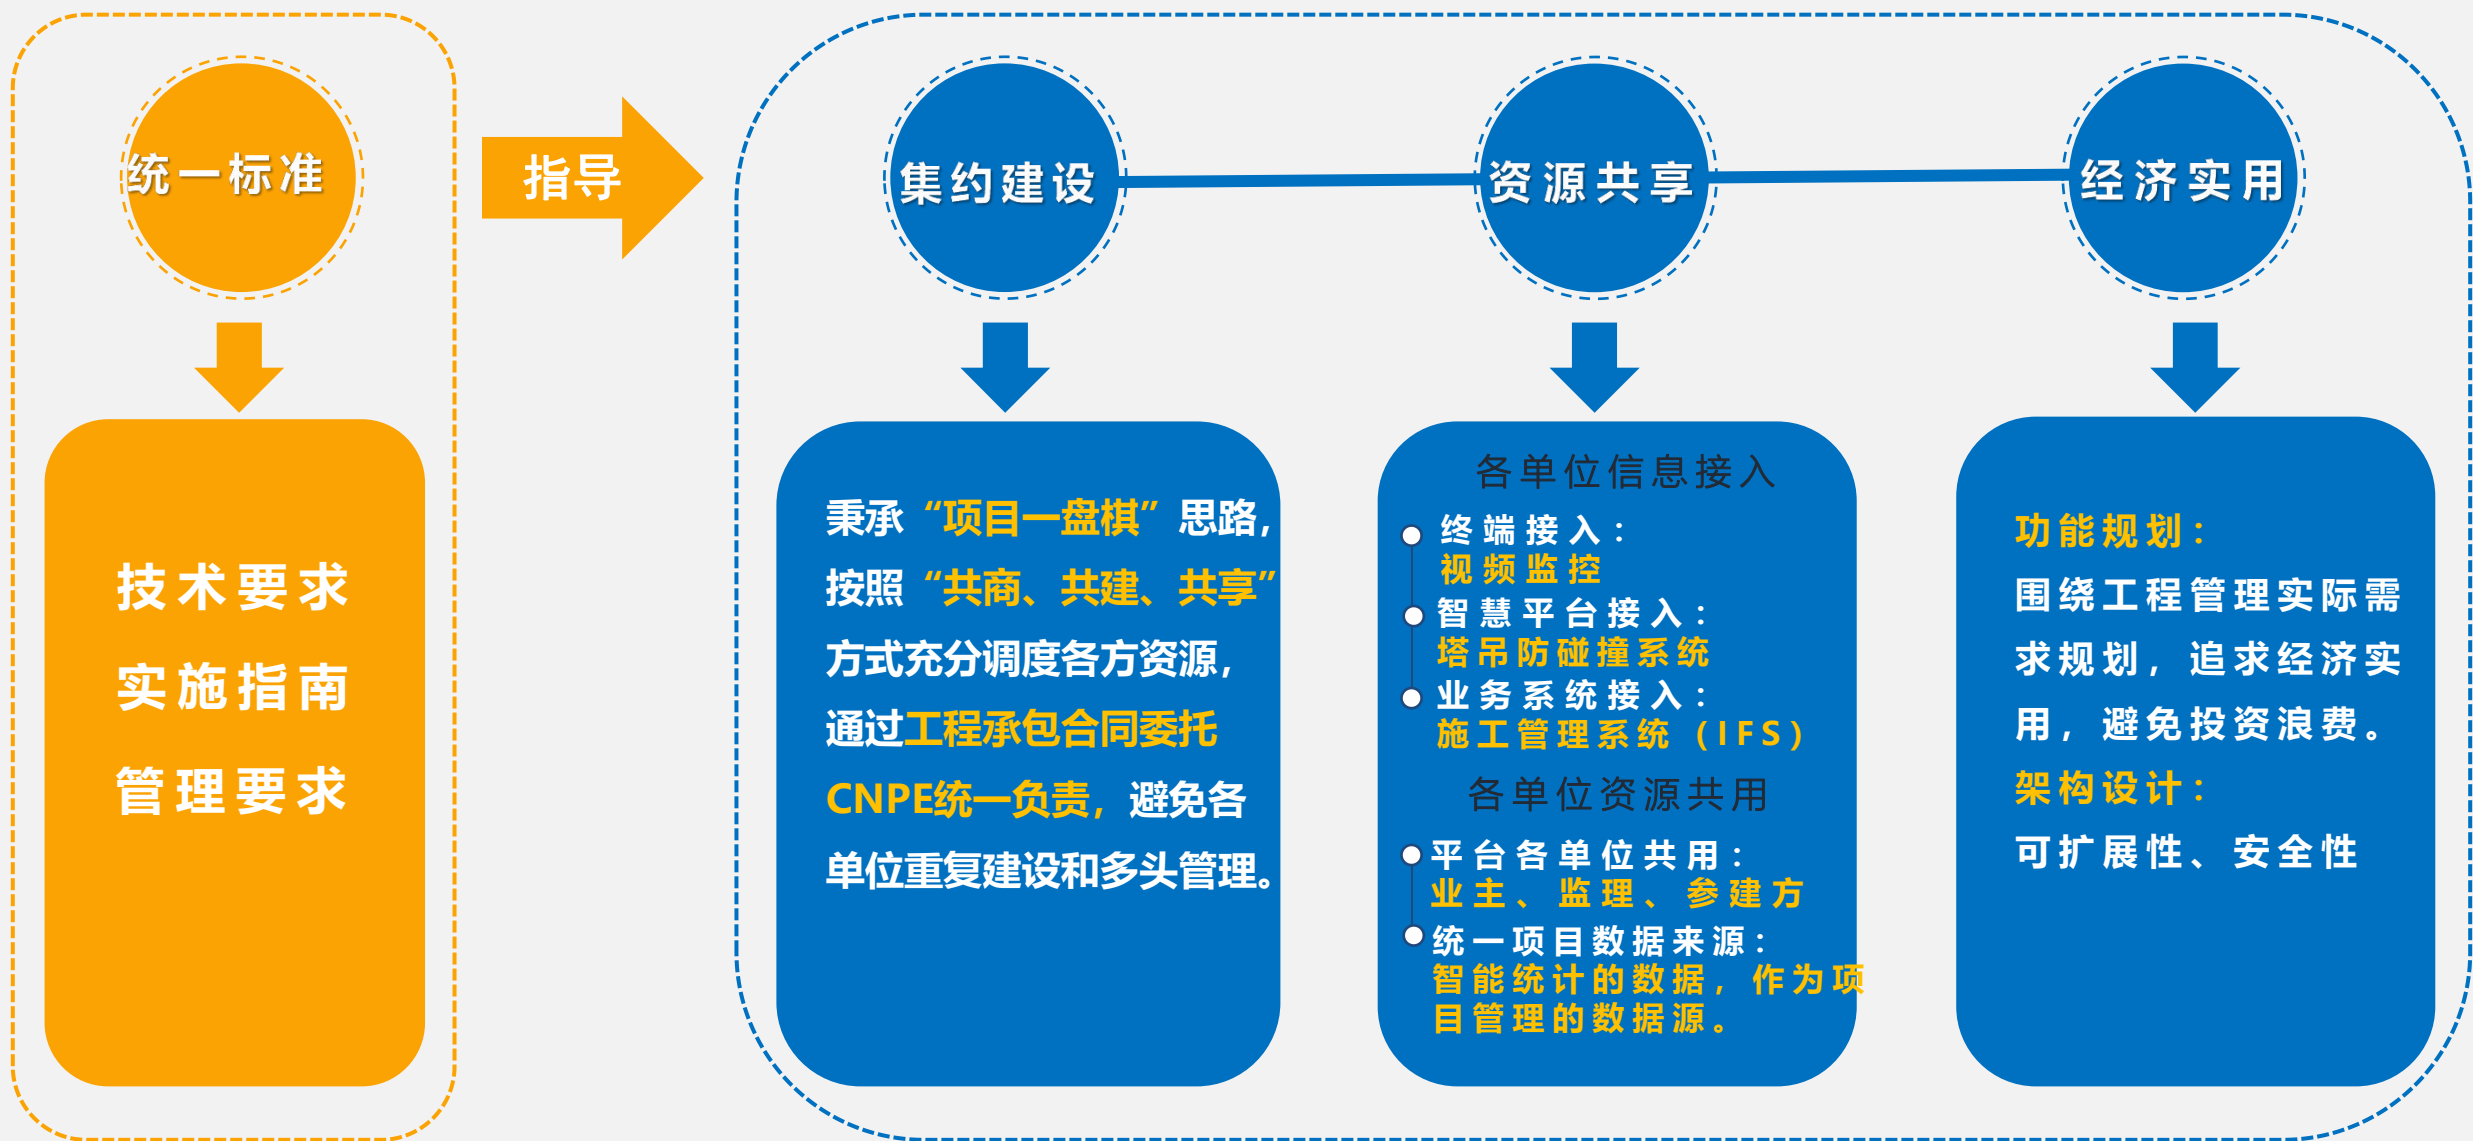 统一标准
指导
集约建设
资源共享
经济实用
技术要求
实施指南
管理要求
秉承“项目一盘棋”思路，
按照“共商、共建、共享”
方式充分调度各方资源，
通过工程承包合同委托
CNPE统一负责，避免各
单位重复建设和多头管理。
各单位信息接入
终端接入：
视频监控
智慧平台接入：
塔吊防碰撞系统
业务系统接入：
施工管理系统（IFS）
各单位资源共用
平台各单位共用：
业主、监理、参建方
统一项目数据来源：
智能统计的数据，作为项
目管理的数据源。
功能规划：
围绕工程管理实际需
求规划，追求经济实
用，避免投资浪费。
架构设计：
可扩展性、安全性